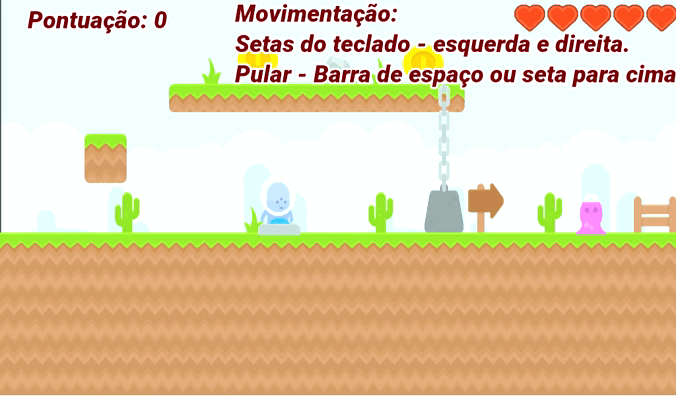 Pontuação: 0
Movimentação:
Setas do teclado - esquerda e direita.
Pular - Barra de espaço ou seta para cima